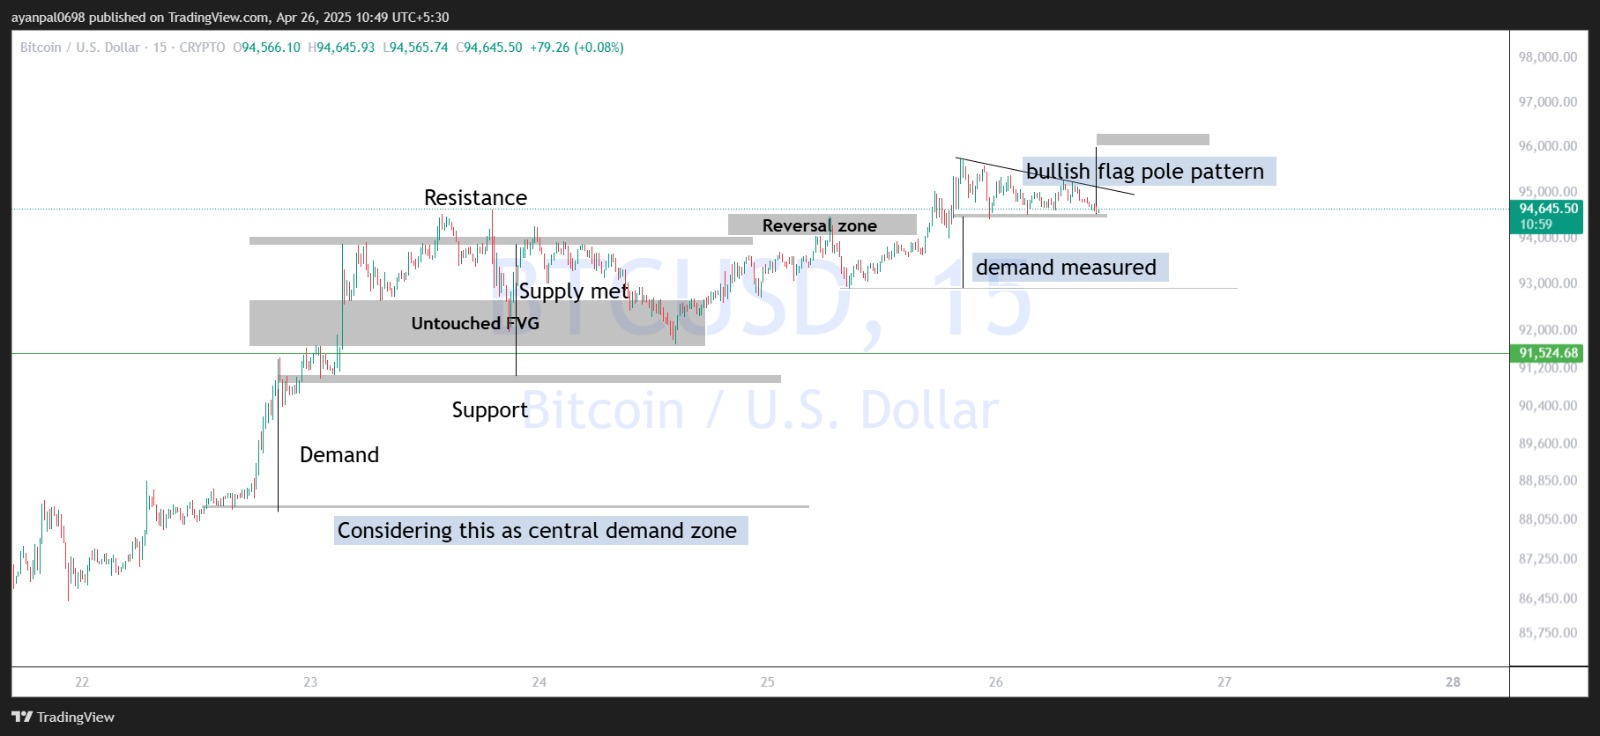 ayanpal0698 published on TradingView.com, Apr 26, 2025 10:49 UTC+5:30
Bitcoin / U.S. Dollar · 15 · CRYPTO O94,566.10 H94,645.93 L94,565.74 C94,645.50 +79.26 (+0.08%)
98,000.00
97,000.00
96,000.00
bullish flag pole pattern
95,000.00
Resistance
94,645.50
10:59
Reversal zone
94,000.00
demand measured
93,000.00
Supply met
BTCUSD, 15
Untouched FVG
92,000.00
91,524.68
91,200.00
Support
Bitcoin / U.S. Dollar
90,400.00
Demand
89,600.00
88,850.00
88,050.00
Considering this as central demand zone
87,250.00
86,450.00
85,750.00
22 23 24 25 26 27 28
TradingView